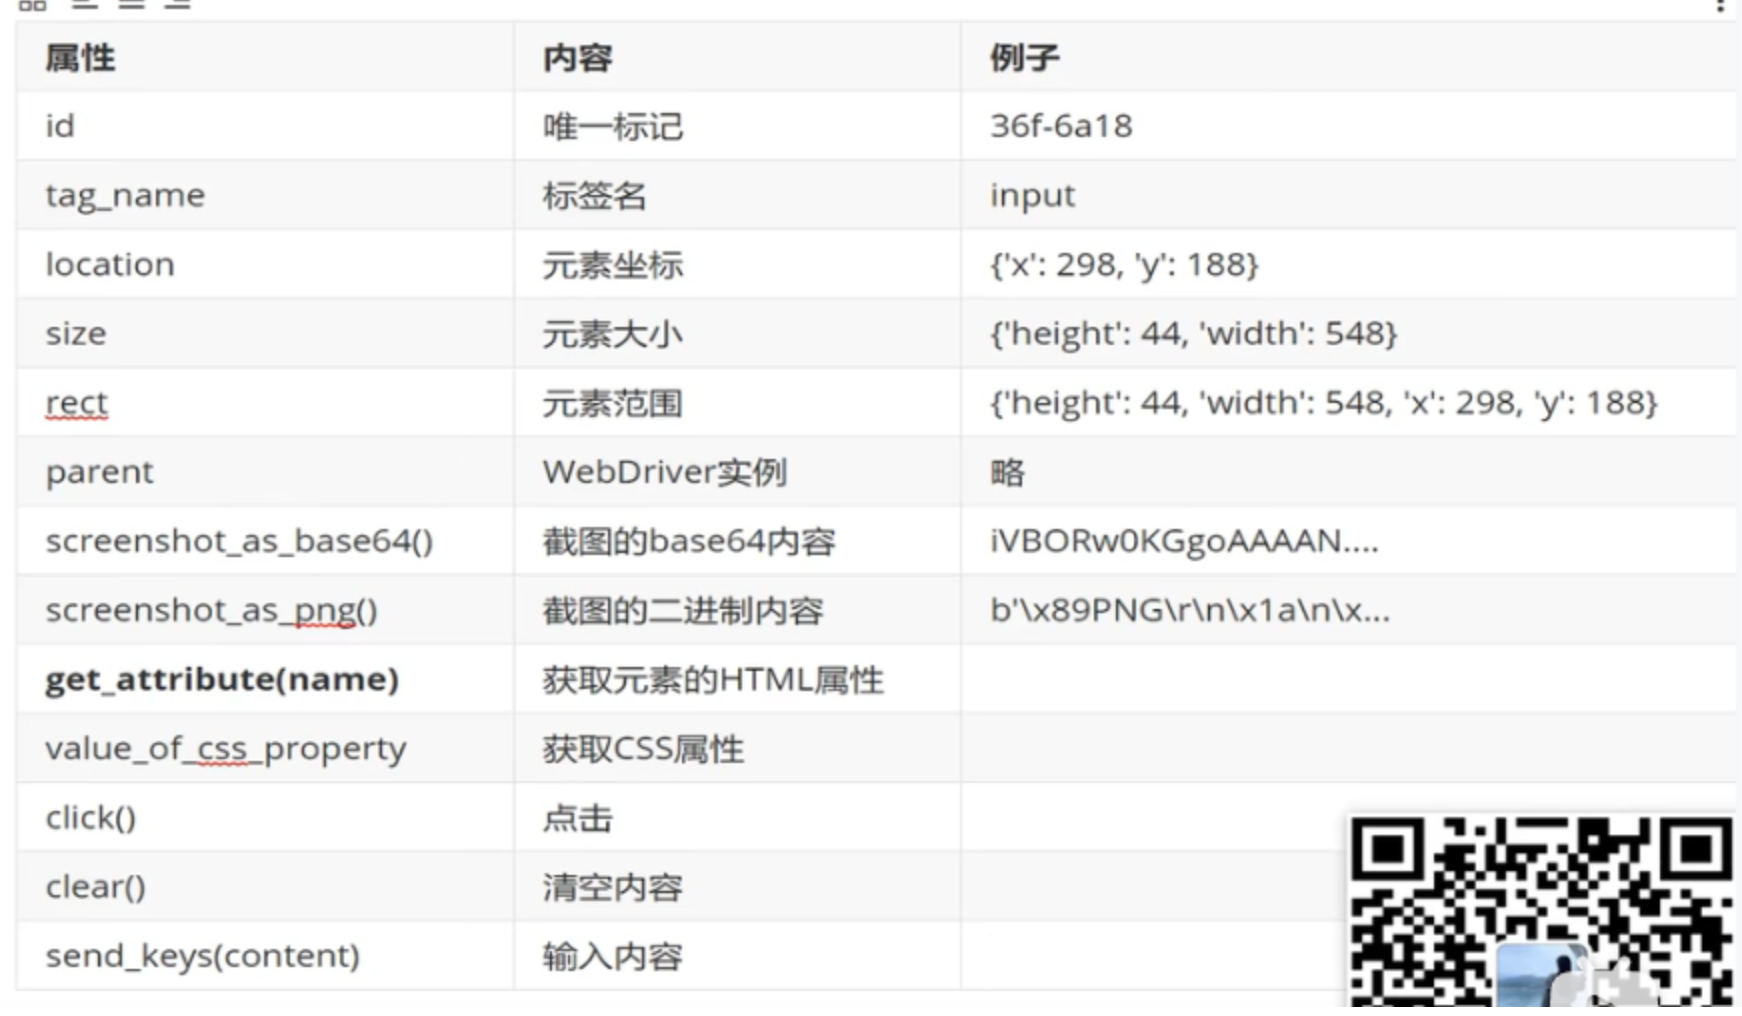 属性 内容 例子
id 唯一标记 36f-6a18
tag_name 标签名 input
location 元素坐标 {'x': 298, 'y': 188}
size 元素大小 {'height': 44, 'width': 548}
rect 元素范围 {'height': 44, 'width': 548, 'x': 298, 'y': 188}
parent WebDriver实例 略
screenshot_as_base64() 截图的base64内容 iVBORw0KGgoAAAAN....
screenshot_as_png() 截图的二进制内容 b'\x89PNG\r\n\x1a\n\x...
get_attribute(name) 获取元素的HTML属性
value_of_css_property 获取CSS属性
click() 点击
clear() 清空内容
send_keys(content) 输入内容